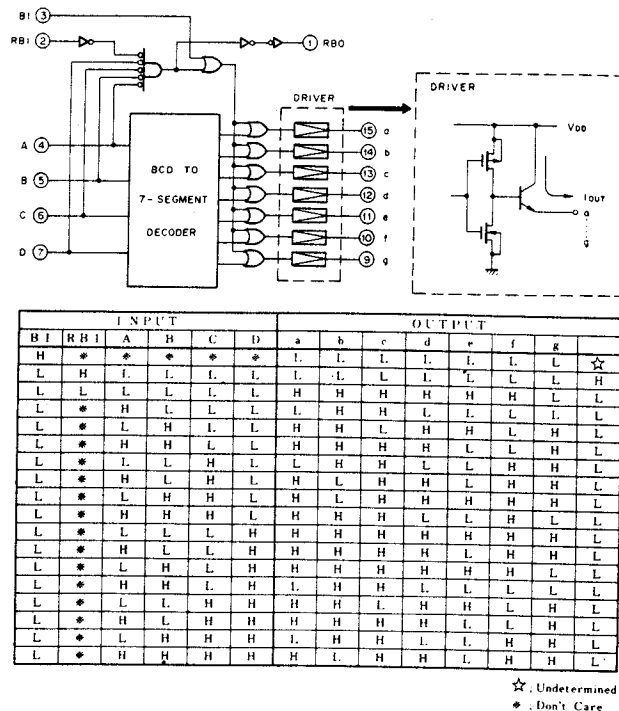 BI 3
RBI 2
1 RBO
DRIVER
DRIVER
VDD
A 4
B 5
C 6
D 7
BCD TO
7-SEGMENT
DECODER
15 a
14 b
13 c
12 d
11 e
10 f
9 g
IOUT
a
g
INPUT OUTPUT
BI RBI A B C D a b c d e f g
H * * * * * L L L L L L L ☆
L H L L L L L L L L L L L H
L L L L L L H H H H H H L L
L * H L L L L H H L L L L L
L * L H L L H H L H H L H L
L * H H L L H H H H L L H L
L * L L H L L H H L L H H L
L * H L H L H L H H L H H L
L * L H H L H L H H H H H L
L * H H H L H H H L L H L L
L * L L L H H H H H H H H L
L * H L L H H H H H L H H L
L * L H L H H H H H H H L L
L * H H L H L H H L L L L L
L * L L H H H H L H H L H L
L * H L H H H H H H L L H L
L * L H H H L H H L L H H L
L * H H H H H L H H L H H L
☆ : Undetermined
* : Don't Care